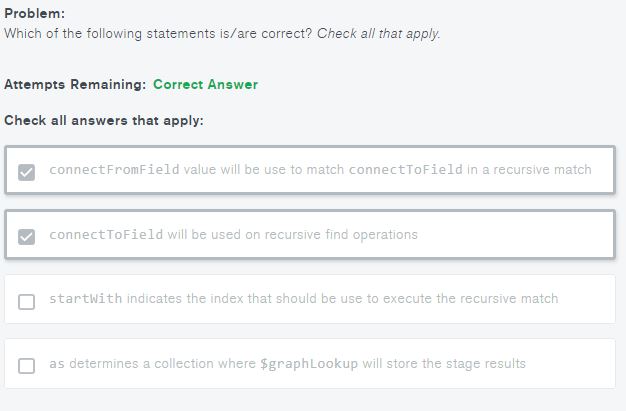 Problem:
Which of the following statements is/are correct? Check all that apply.
Attempts Remaining: Correct Answer
Check all answers that apply:
connectFromField value will be use to match connectToField in a recursive match
connectToField will be used on recursive find operations
startWith indicates the index that should be use to execute the recursive match
as determines a collection where $graphLookup will store the stage results